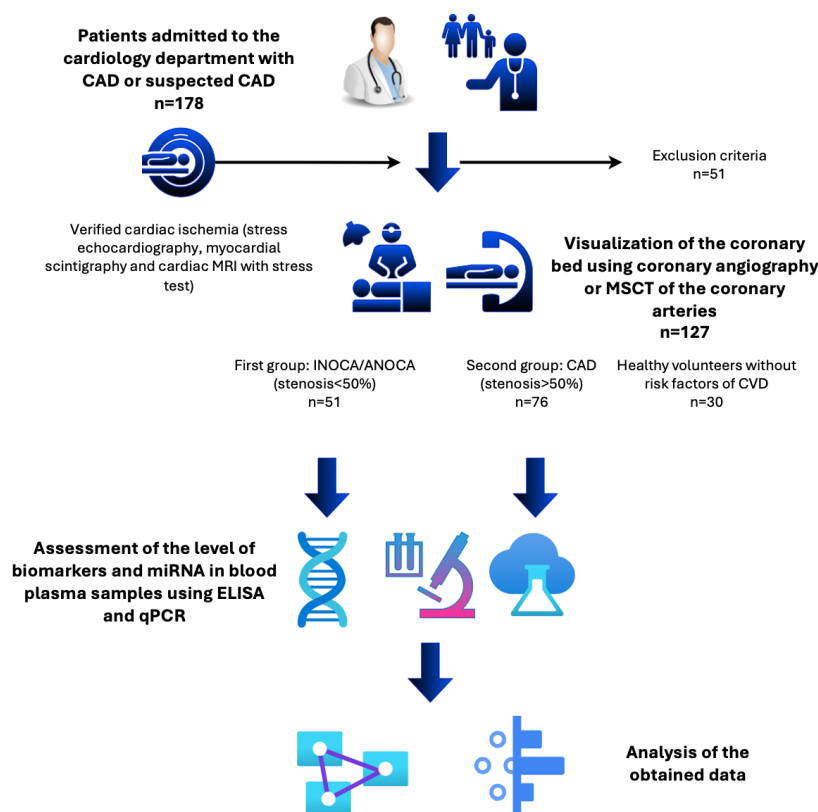 Patients admitted to the
cardiology department with
CAD or suspected CAD
n=178
Exclusion criteria
n=51
Verified cardiac ischemia (stress
echocardiography, myocardial
scintigraphy and cardiac MRI with stress
test)
Visualization of the coronary
bed using coronary angiography
or MSCT of the coronary
arteries
n=127
First group: INOCA/ANOCA
(stenosis<50%)
n=51
Second group: CAD
(stenosis>50%)
n=76
Healthy volunteers without
risk factors of CVD
n=30
Assessment of the level of
biomarkers and miRNA in blood
plasma samples using ELISA
and qPCR
Analysis of the
obtained data